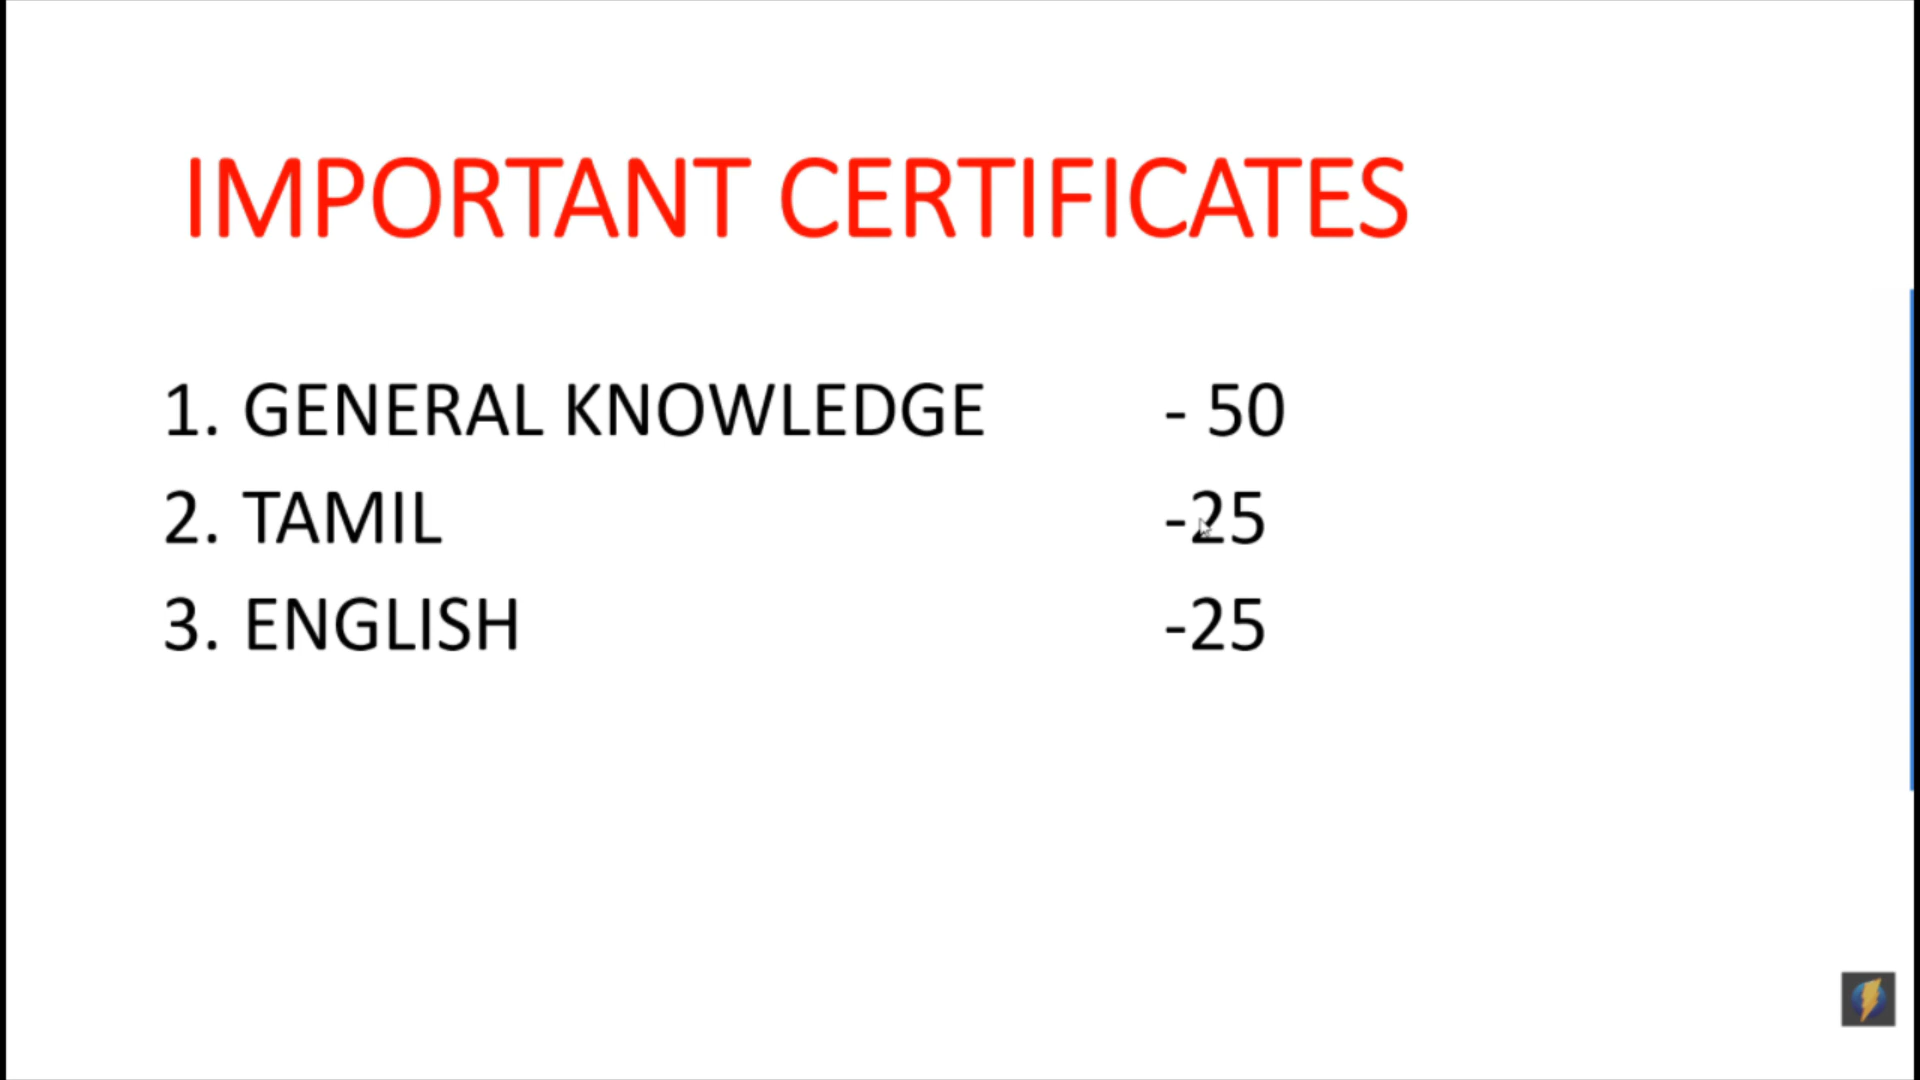 IMPORTANT CERTIFICATES
1. GENERAL KNOWLEDGE - 50
2. TAMIL -25
3. ENGLISH -25